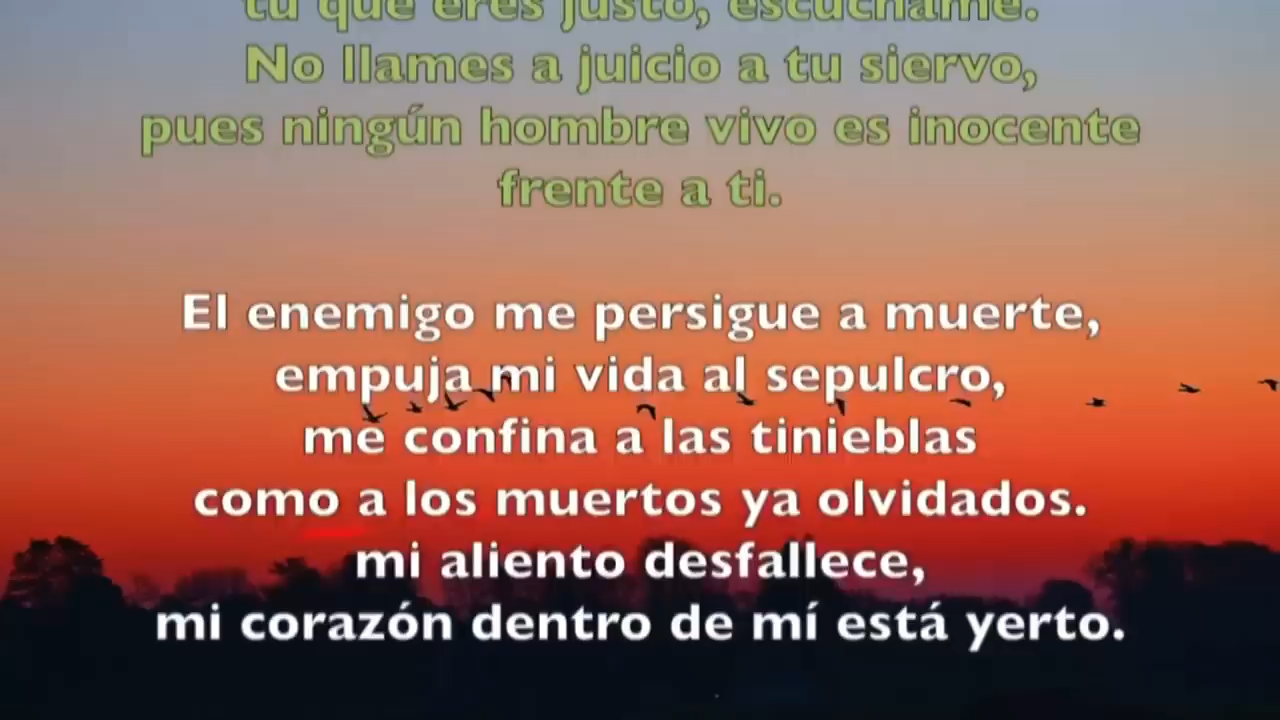 tú que eres justo, escúchame.
No llames a juicio a tu siervo,
pues ningún hombre vivo es inocente
frente a ti.
El enemigo me persigue a muerte,
empuja mi vida al sepulcro,
me confina a las tinieblas
como a los muertos ya olvidados.
mi aliento desfallece,
mi corazón dentro de mí está yerto.